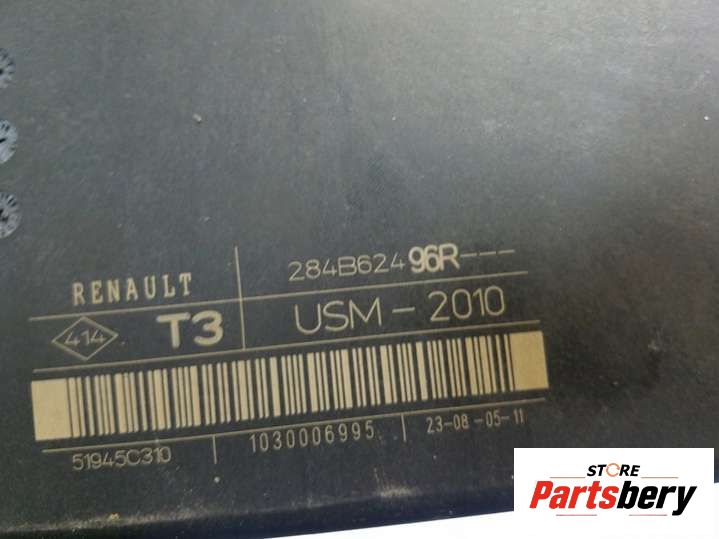 RENAULT 284B62496R---
414 T3 USM - 2010
51945C310 1030006995 23-08-05-11
STORE
Partsbery